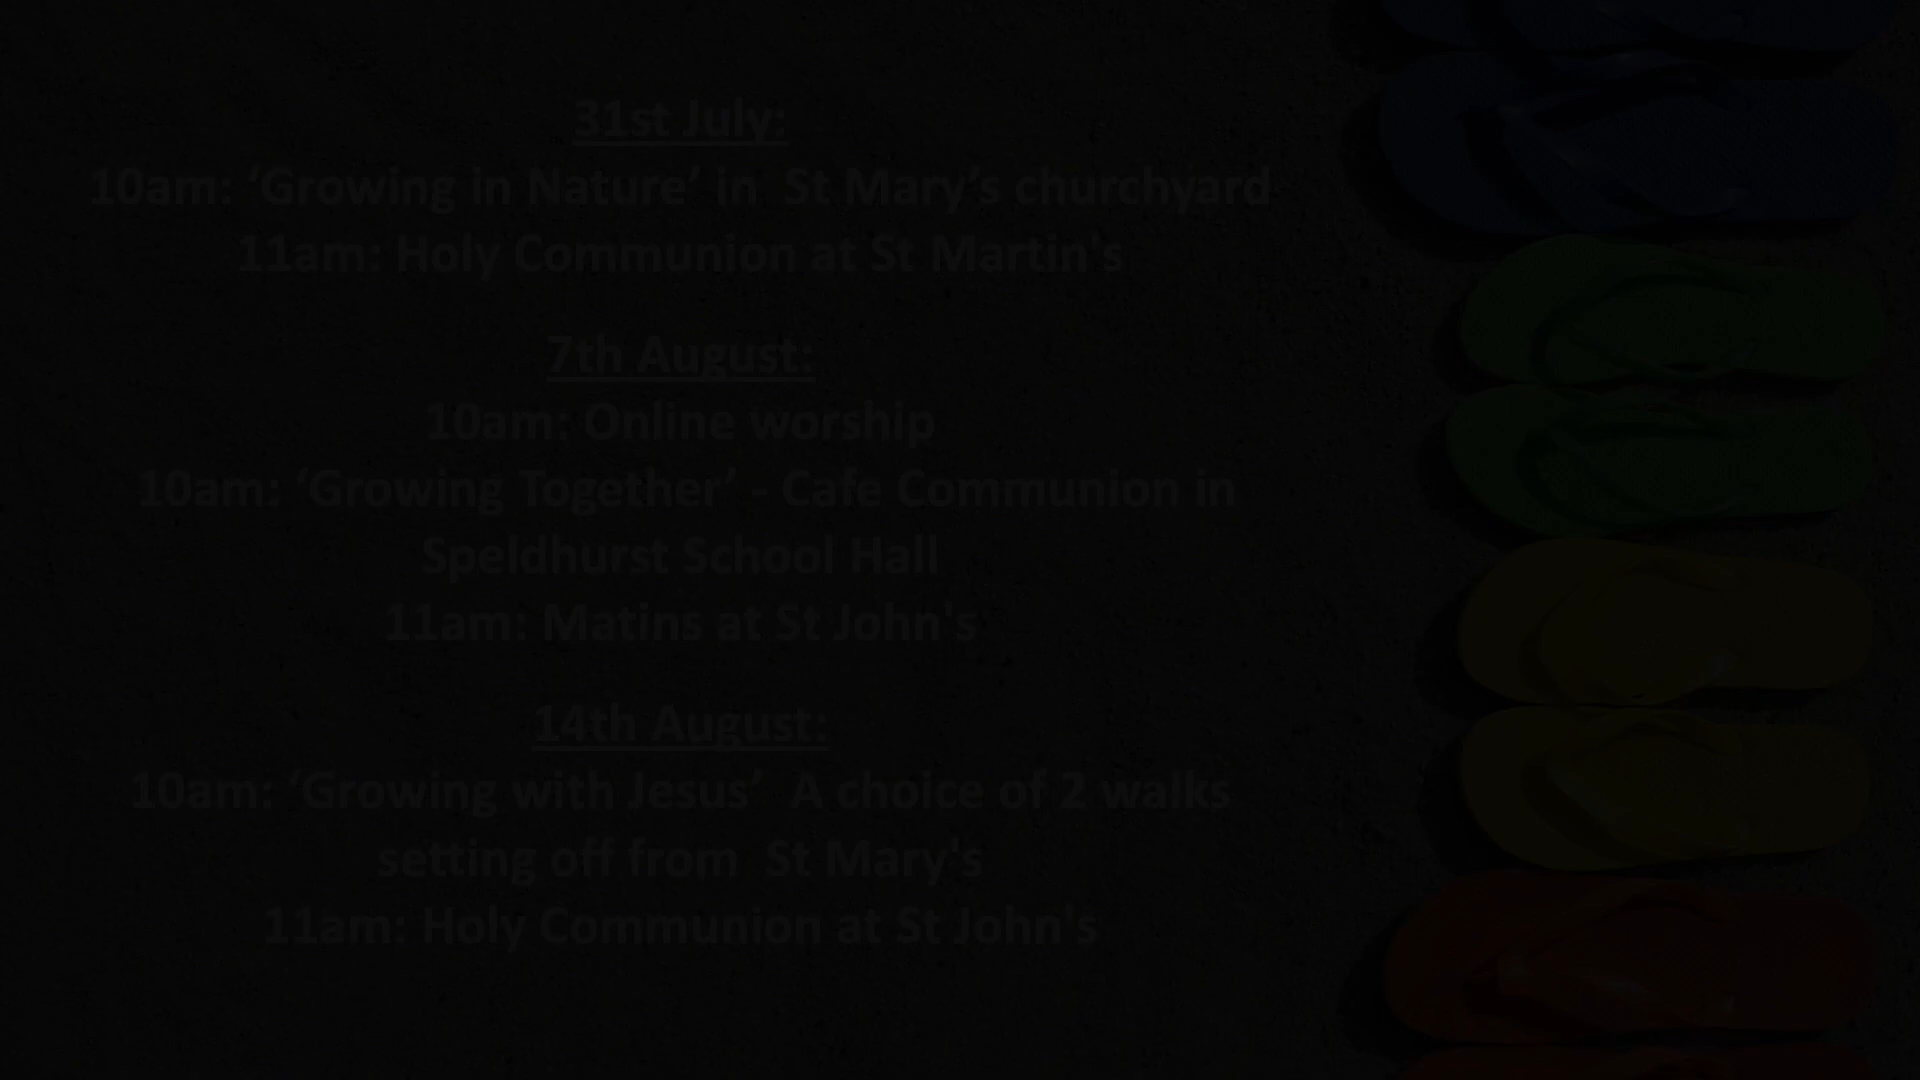 31st July:
10am: ‘Growing in Nature’ in  St Mary’s churchyard
11am: Holy Communion at St Martin's
7th August:
10am: Online worship
10am: ‘Growing Together’ - Cafe Communion in
Speldhurst School Hall
11am: Matins at St John's
14th August:
10am: ‘Growing with Jesus’  A choice of 2 walks
setting off from  St Mary's
11am: Holy Communion at St John's